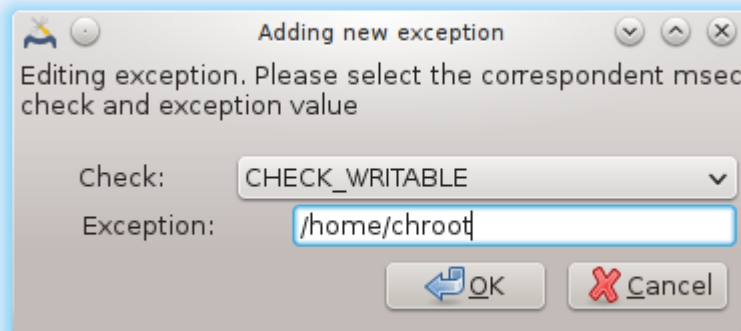 Adding new exception
Editing exception. Please select the correspondent msec
check and exception value
Check: CHECK_WRITABLE
Exception: /home/chroot
OK Cancel